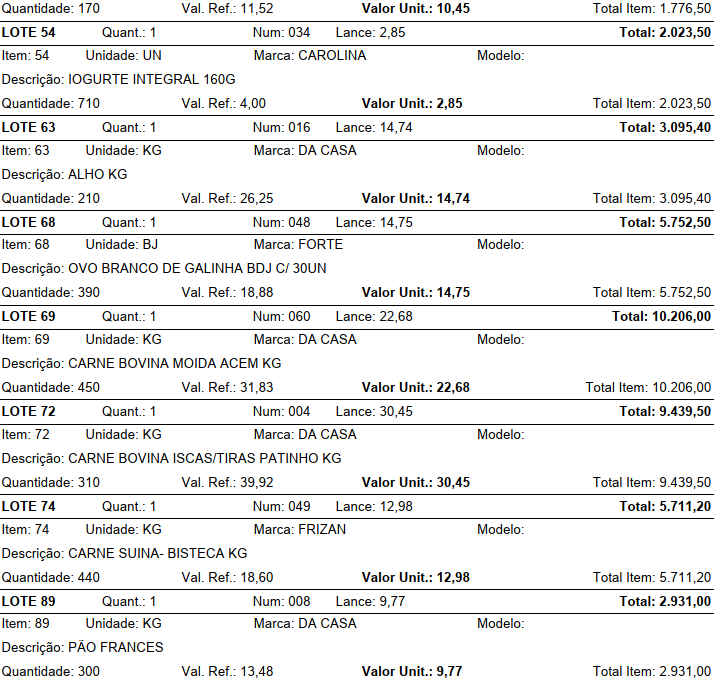 Quantidade: 170 Val. Ref.: 11,52 Valor Unit.: 10,45 Total Item: 1.776,50
LOTE 54 Quant.: 1 Num: 034 Lance: 2,85 Total: 2.023,50
Item: 54 Unidade: UN Marca: CAROLINA Modelo:
Descrição: IOGURTE INTEGRAL 160G
Quantidade: 710 Val. Ref.: 4,00 Valor Unit.: 2,85 Total Item: 2.023,50
LOTE 63 Quant.: 1 Num: 016 Lance: 14,74 Total: 3.095,40
Item: 63 Unidade: KG Marca: DA CASA Modelo:
Descrição: ALHO KG
Quantidade: 210 Val. Ref.: 26,25 Valor Unit.: 14,74 Total Item: 3.095,40
LOTE 68 Quant.: 1 Num: 048 Lance: 14,75 Total: 5.752,50
Item: 68 Unidade: BJ Marca: FORTE Modelo:
Descrição: OVO BRANCO DE GALINHA BDJ C/ 30UN
Quantidade: 390 Val. Ref.: 18,88 Valor Unit.: 14,75 Total Item: 5.752,50
LOTE 69 Quant.: 1 Num: 060 Lance: 22,68 Total: 10.206,00
Item: 69 Unidade: KG Marca: DA CASA Modelo:
Descrição: CARNE BOVINA MOIDA ACEM KG
Quantidade: 450 Val. Ref.: 31,83 Valor Unit.: 22,68 Total Item: 10.206,00
LOTE 72 Quant.: 1 Num: 004 Lance: 30,45 Total: 9.439,50
Item: 72 Unidade: KG Marca: DA CASA Modelo:
Descrição: CARNE BOVINA ISCAS/TIRAS PATINHO KG
Quantidade: 310 Val. Ref.: 39,92 Valor Unit.: 30,45 Total Item: 9.439,50
LOTE 74 Quant.: 1 Num: 049 Lance: 12,98 Total: 5.711,20
Item: 74 Unidade: KG Marca: FRIZAN Modelo:
Descrição: CARNE SUINA- BISTECA KG
Quantidade: 440 Val. Ref.: 18,60 Valor Unit.: 12,98 Total Item: 5.711,20
LOTE 89 Quant.: 1 Num: 008 Lance: 9,77 Total: 2.931,00
Item: 89 Unidade: KG Marca: DA CASA Modelo:
Descrição: PÃO FRANCES
Quantidade: 300 Val. Ref.: 13,48 Valor Unit.: 9,77 Total Item: 2.931,00